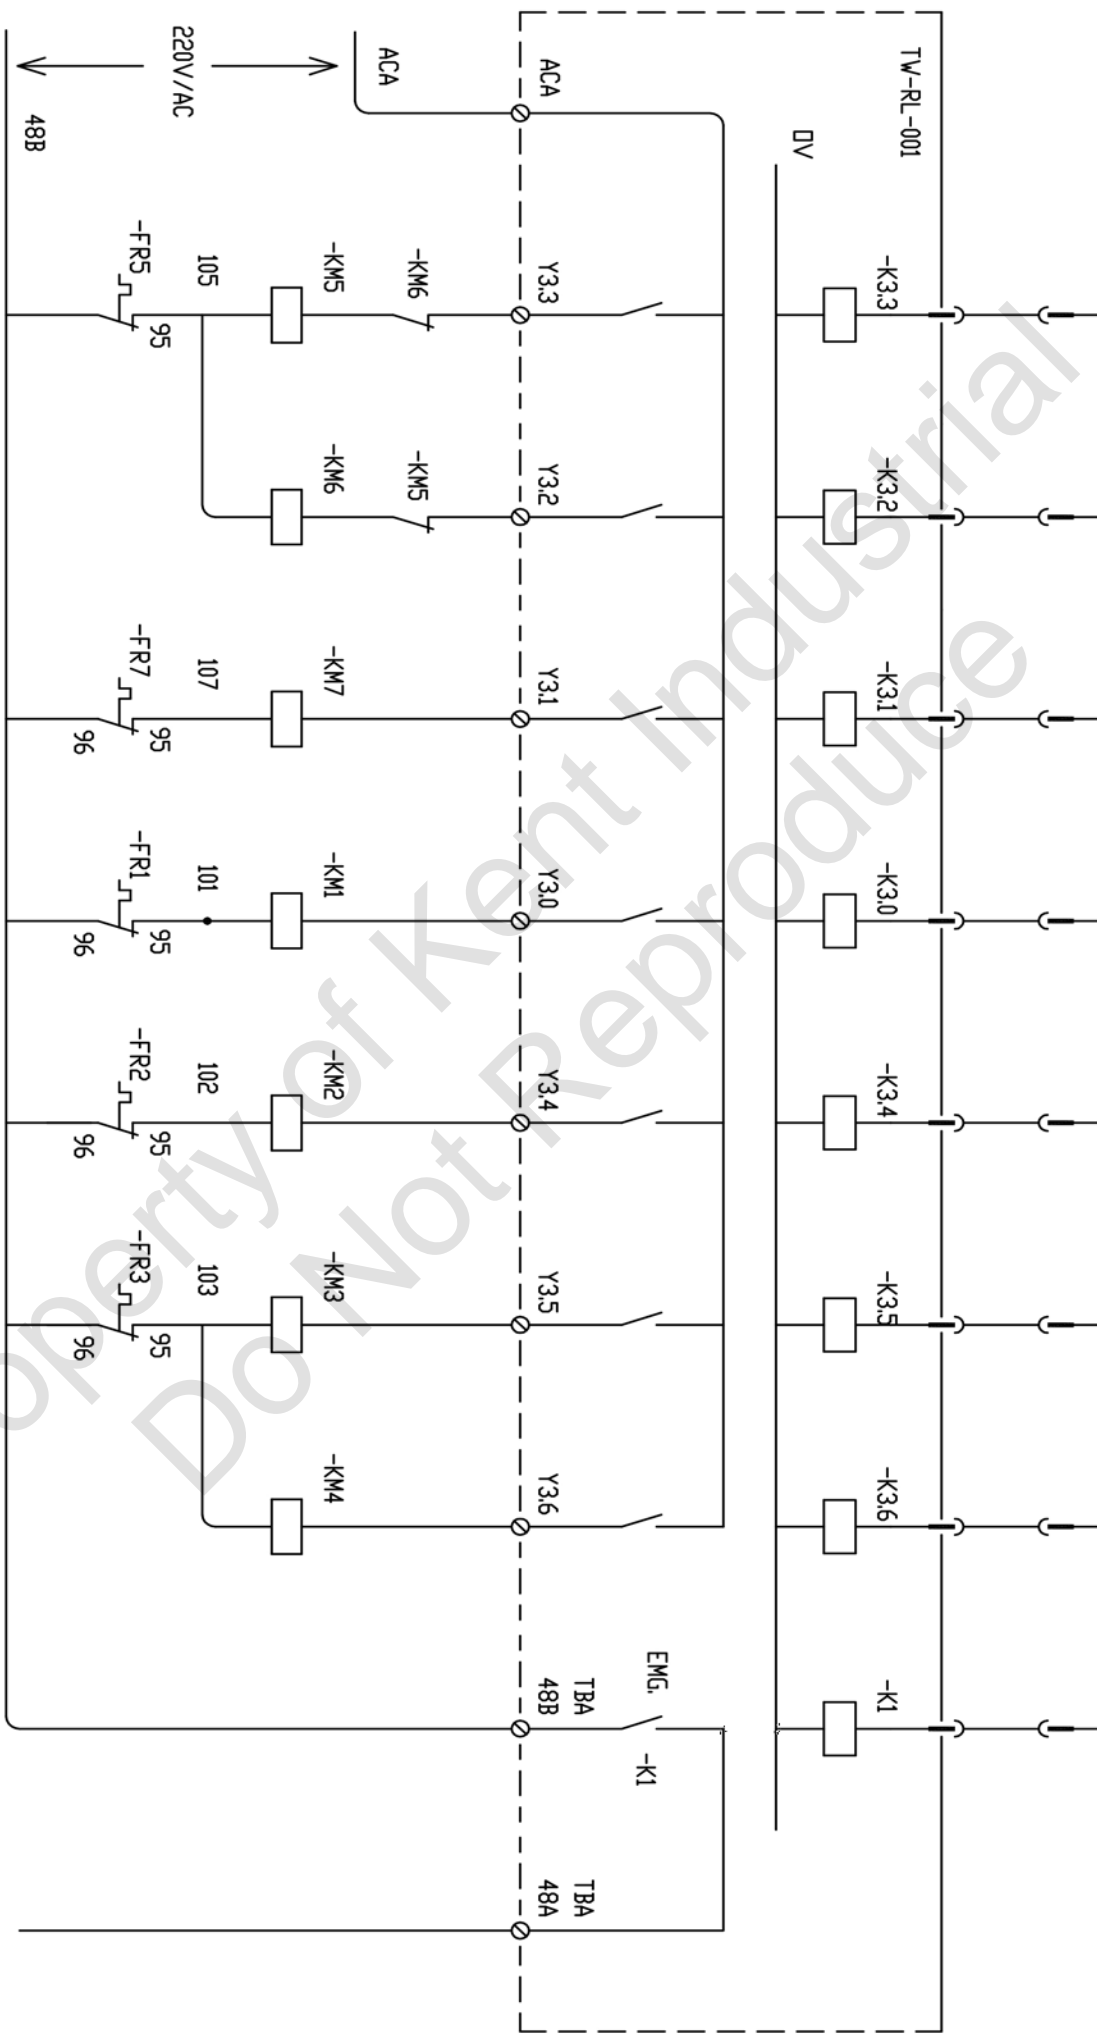 TW-RL-001
0V
ACA
ACA
220V/AC
48B
-K3.3
-K3.2
-K3.1
-K3.0
-K3.4
-K3.5
-K3.6
-K1
EMG.
-K1
Y3.3
Y3.2
Y3.1
Y3.0
Y3.4
Y3.5
Y3.6
TBA
48B
TBA
48A
-KM6
-KM5
-KM5
-KM6
-KM7
-KM1
-KM2
-KM3
-KM4
105
107
101
102
103
-FR5
95
-FR7
95
96
-FR1
95
96
-FR2
95
96
-FR3
95
96
operty of Kent Industrial
Do Not Reproduce